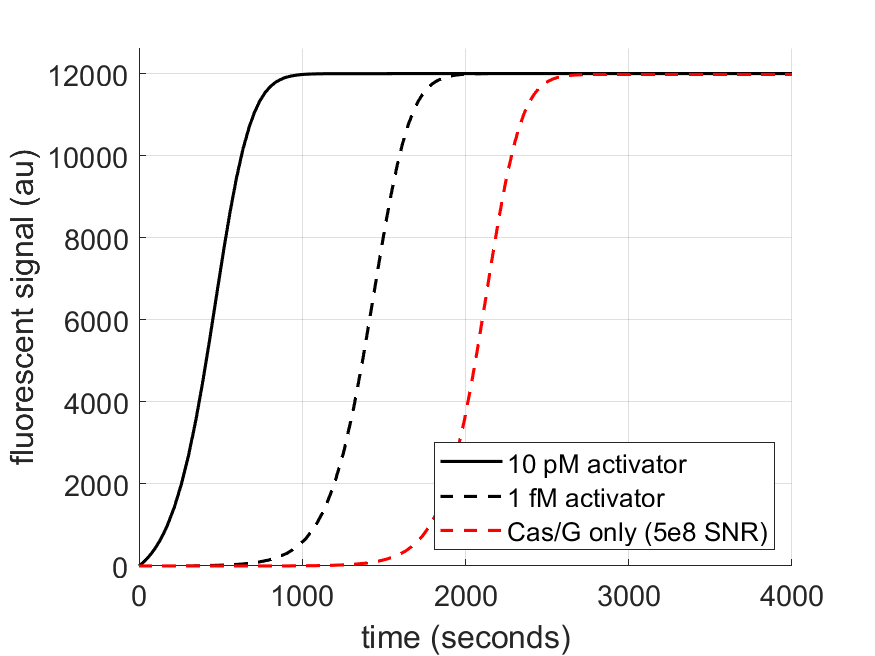 12000
10000
8000
6000
4000
2000
0
fluorescent signal (au)
10 pM activator
1 fM activator
Cas/G only (5e8 SNR)
0 1000 2000 3000 4000
time (seconds)